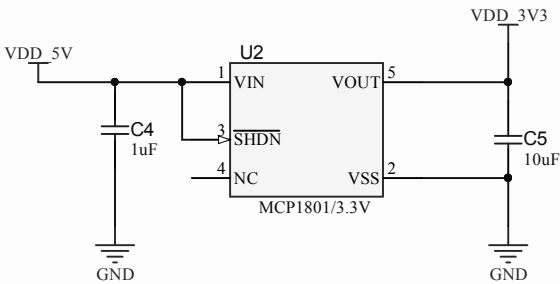 VDD_3V3
U2
VDD_5V
1
VIN
VOUT
5
C4
1uF
3
SHDN
C5
10uF
4
NC
VSS
2
MCP1801/3.3V
GND
GND